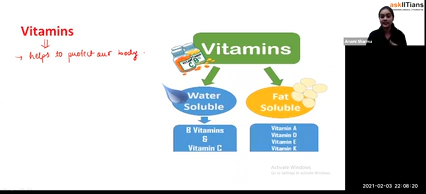 askIITians
Vitamins
→ helps to protect our body.
Vitamins
Water
Soluble
Fat
Soluble
B Vitamins
&
Vitamin C
Vitamin A
Vitamin D
Vitamin E
Vitamin K
Activate Windows
2021-02-03 22:08:20